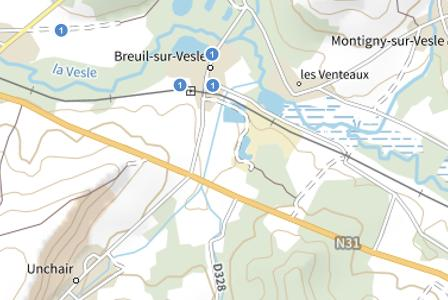 1
Montigny-sur-Vesle
Breuil-sur-Vesle 1
la Vesle
les Venteaux
1 1
N31
Unchair
D328